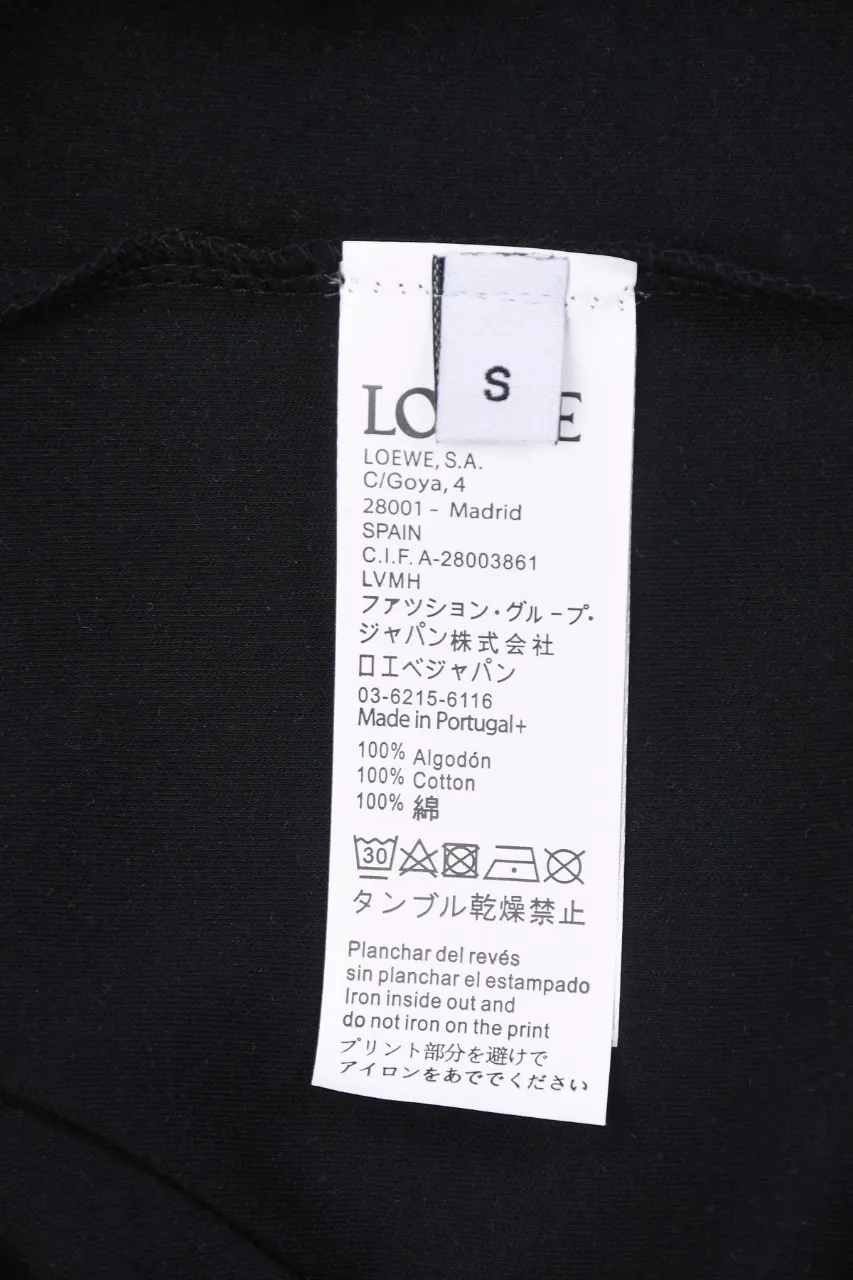 S
LO E
LOEWE, S.A.
C/Goya, 4
28001 - Madrid
SPAIN
C.I.F. A-28003861
LVMH
ファツション・グループ・
ジャパン株式会社
ロエベジャパン
03-6215-6116
Made in Portugal+
100% Algodón
100% Cotton
100% 綿
30
タンブル乾燥禁止
Planchar del revés
sin planchar el estampado
Iron inside out and
do not iron on the print
プリント部分を避けで
アイロンをあででください